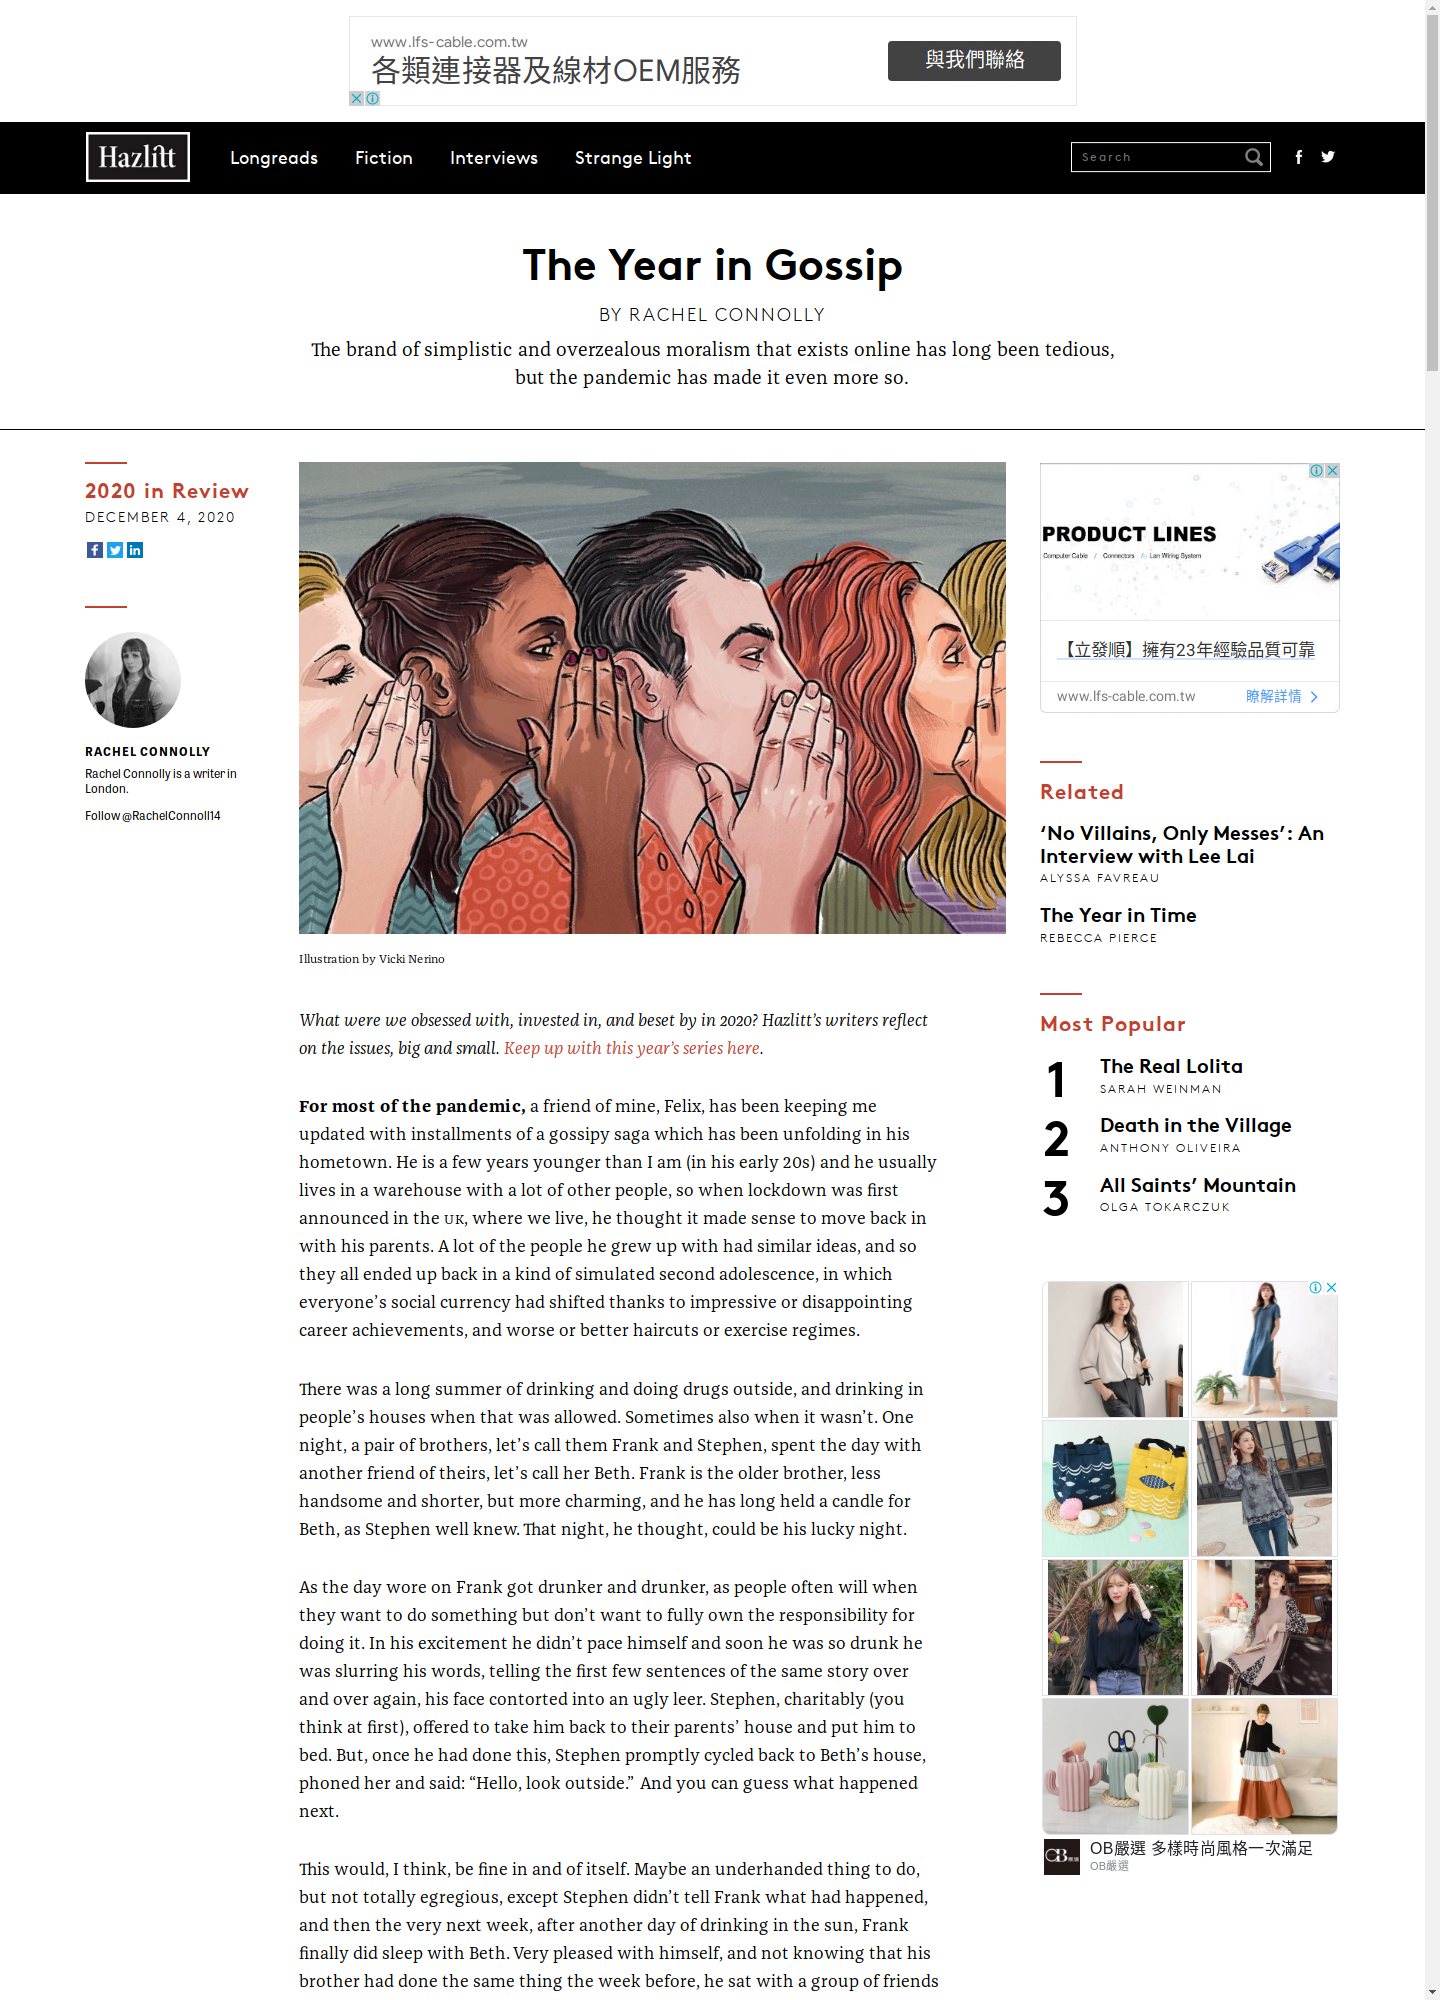 www.lfs-cable.com.tw
各類連接器及線材OEM服務
與我們聯絡
Hazlitt
Longreads
Fiction
Interviews
Strange Light
Search
The Year in Gossip
BY RACHEL CONNOLLY
The brand of simplistic and overzealous moralism that exists online has long been tedious,
but the pandemic has made it even more so.
2020 in Review
DECEMBER 4, 2020
RACHEL CONNOLLY
Rachel Connolly is a writer in
London.
Follow @RachelConnoll14
Illustration by Vicki Nerino
What were we obsessed with, invested in, and beset by in 2020? Hazlitt’s writers reflect
on the issues, big and small. Keep up with this year’s series here.
For most of the pandemic, a friend of mine, Felix, has been keeping me
updated with installments of a gossipy saga which has been unfolding in his
hometown. He is a few years younger than I am (in his early 20s) and he usually
lives in a warehouse with a lot of other people, so when lockdown was first
announced in the UK, where we live, he thought it made sense to move back in
with his parents. A lot of the people he grew up with had similar ideas, and so
they all ended up back in a kind of simulated second adolescence, in which
everyone’s social currency had shifted thanks to impressive or disappointing
career achievements, and worse or better haircuts or exercise regimes.
There was a long summer of drinking and doing drugs outside, and drinking in
people’s houses when that was allowed. Sometimes also when it wasn’t. One
night, a pair of brothers, let’s call them Frank and Stephen, spent the day with
another friend of theirs, let’s call her Beth. Frank is the older brother, less
handsome and shorter, but more charming, and he has long held a candle for
Beth, as Stephen well knew. That night, he thought, could be his lucky night.
As the day wore on Frank got drunker and drunker, as people often will when
they want to do something but don’t want to fully own the responsibility for
doing it. In his excitement he didn’t pace himself and soon he was so drunk he
was slurring his words, telling the first few sentences of the same story over
and over again, his face contorted into an ugly leer. Stephen, charitably (you
think at first), offered to take him back to their parents’ house and put him to
bed. But, once he had done this, Stephen promptly cycled back to Beth’s house,
phoned her and said: “Hello, look outside.” And you can guess what happened
next.
This would, I think, be fine in and of itself. Maybe an underhanded thing to do,
but not totally egregious, except Stephen didn’t tell Frank what had happened,
and then the very next week, after another day of drinking in the sun, Frank
finally did sleep with Beth. Very pleased with himself, and not knowing that his
brother had done the same thing the week before, he sat with a group of friends
PRODUCT LINES
Computer Cable / Connectors / Lan Wiring System
【立發順】擁有23年經驗品質可靠
www.lfs-cable.com.tw
瞭解詳情
Related
‘No Villains, Only Messes’: An
Interview with Lee Lai
ALYSSA FAVREAU
The Year in Time
REBECCA PIERCE
Most Popular
1
The Real Lolita
SARAH WEINMAN
2
Death in the Village
ANTHONY OLIVEIRA
3
All Saints’ Mountain
OLGA TOKARCZUK
OB嚴選
OB嚴選 多樣時尚風格一次滿足
OB嚴選